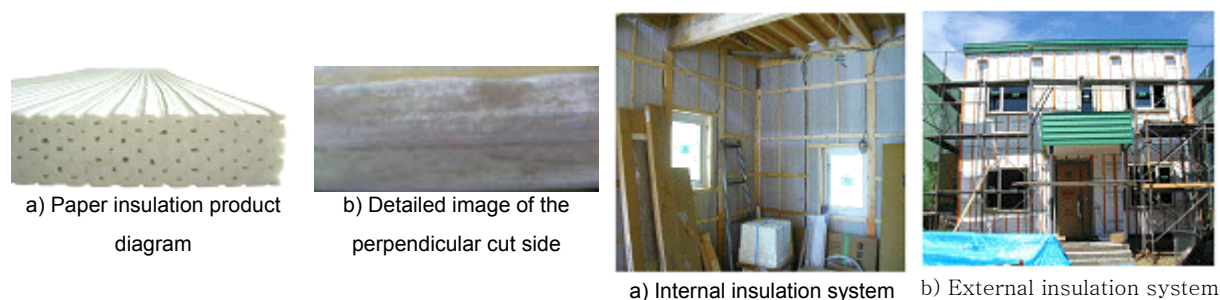 a) Paper insulation product
diagram
b) Detailed image of the
perpendicular cut side
a) Internal insulation system
b) External insulation system